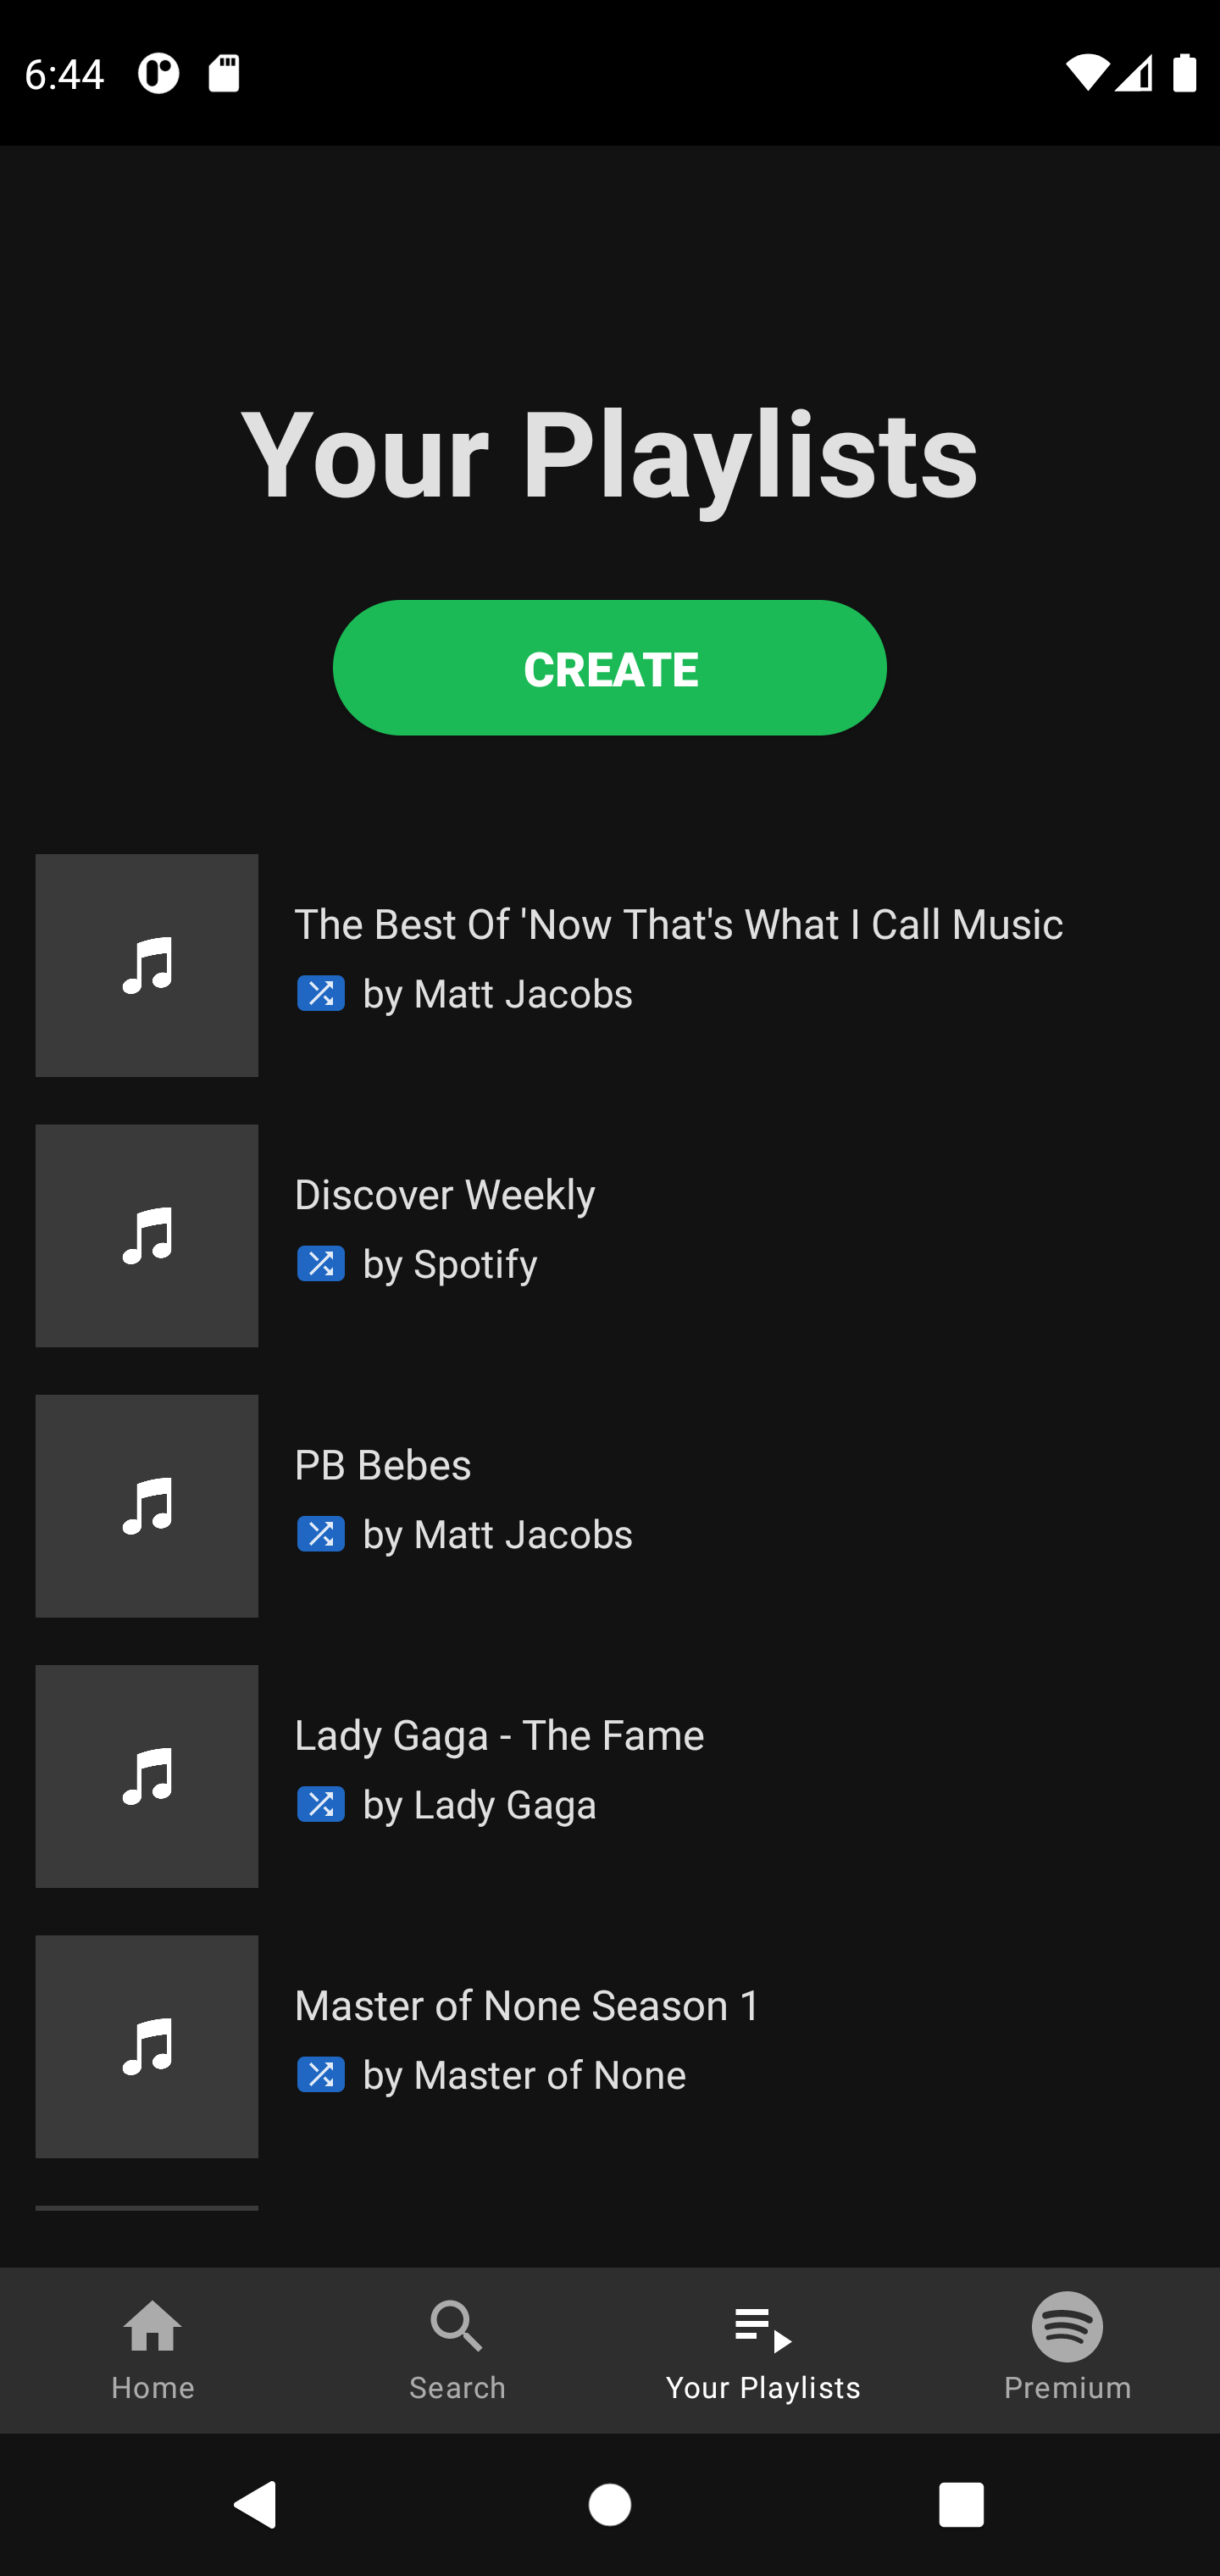 6:44
Your Playlists
CREATE
The Best Of 'Now That's What I Call Music
by Matt Jacobs
Discover Weekly
by Spotify
PB Bebes
by Matt Jacobs
Lady Gaga - The Fame
by Lady Gaga
Master of None Season 1
by Master of None
Home Search Your Playlists Premium